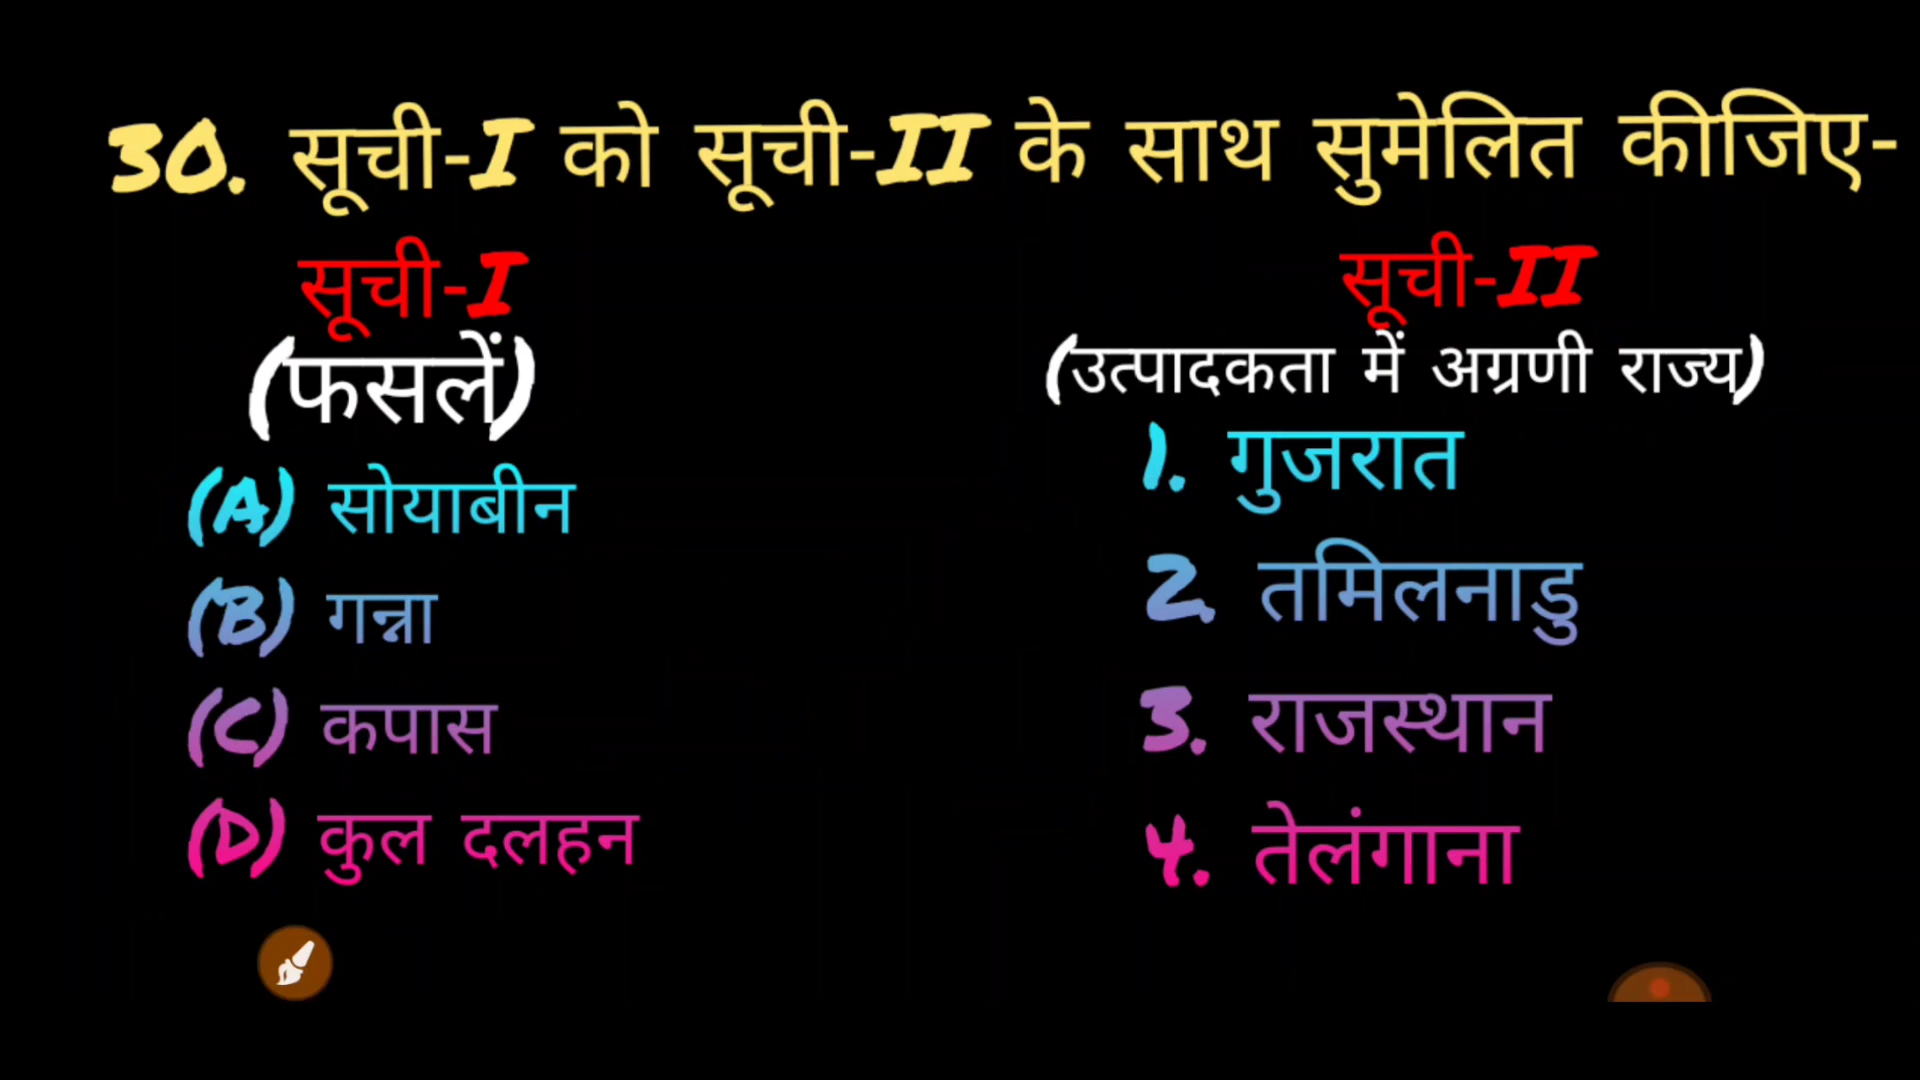 30. सूची-I को सूची-II के साथ सुमेलित कीजिए-
सूची-I
सूची-II
(फसलें)
(उत्पादकता में अग्रणी राज्य)
1. गुजरात
(A) सोयाबीन
2. तमिलनाडु
(B) गन्ना
3. राजस्थान
(C) कपास
4. तेलंगाना
(D) कुल दलहन